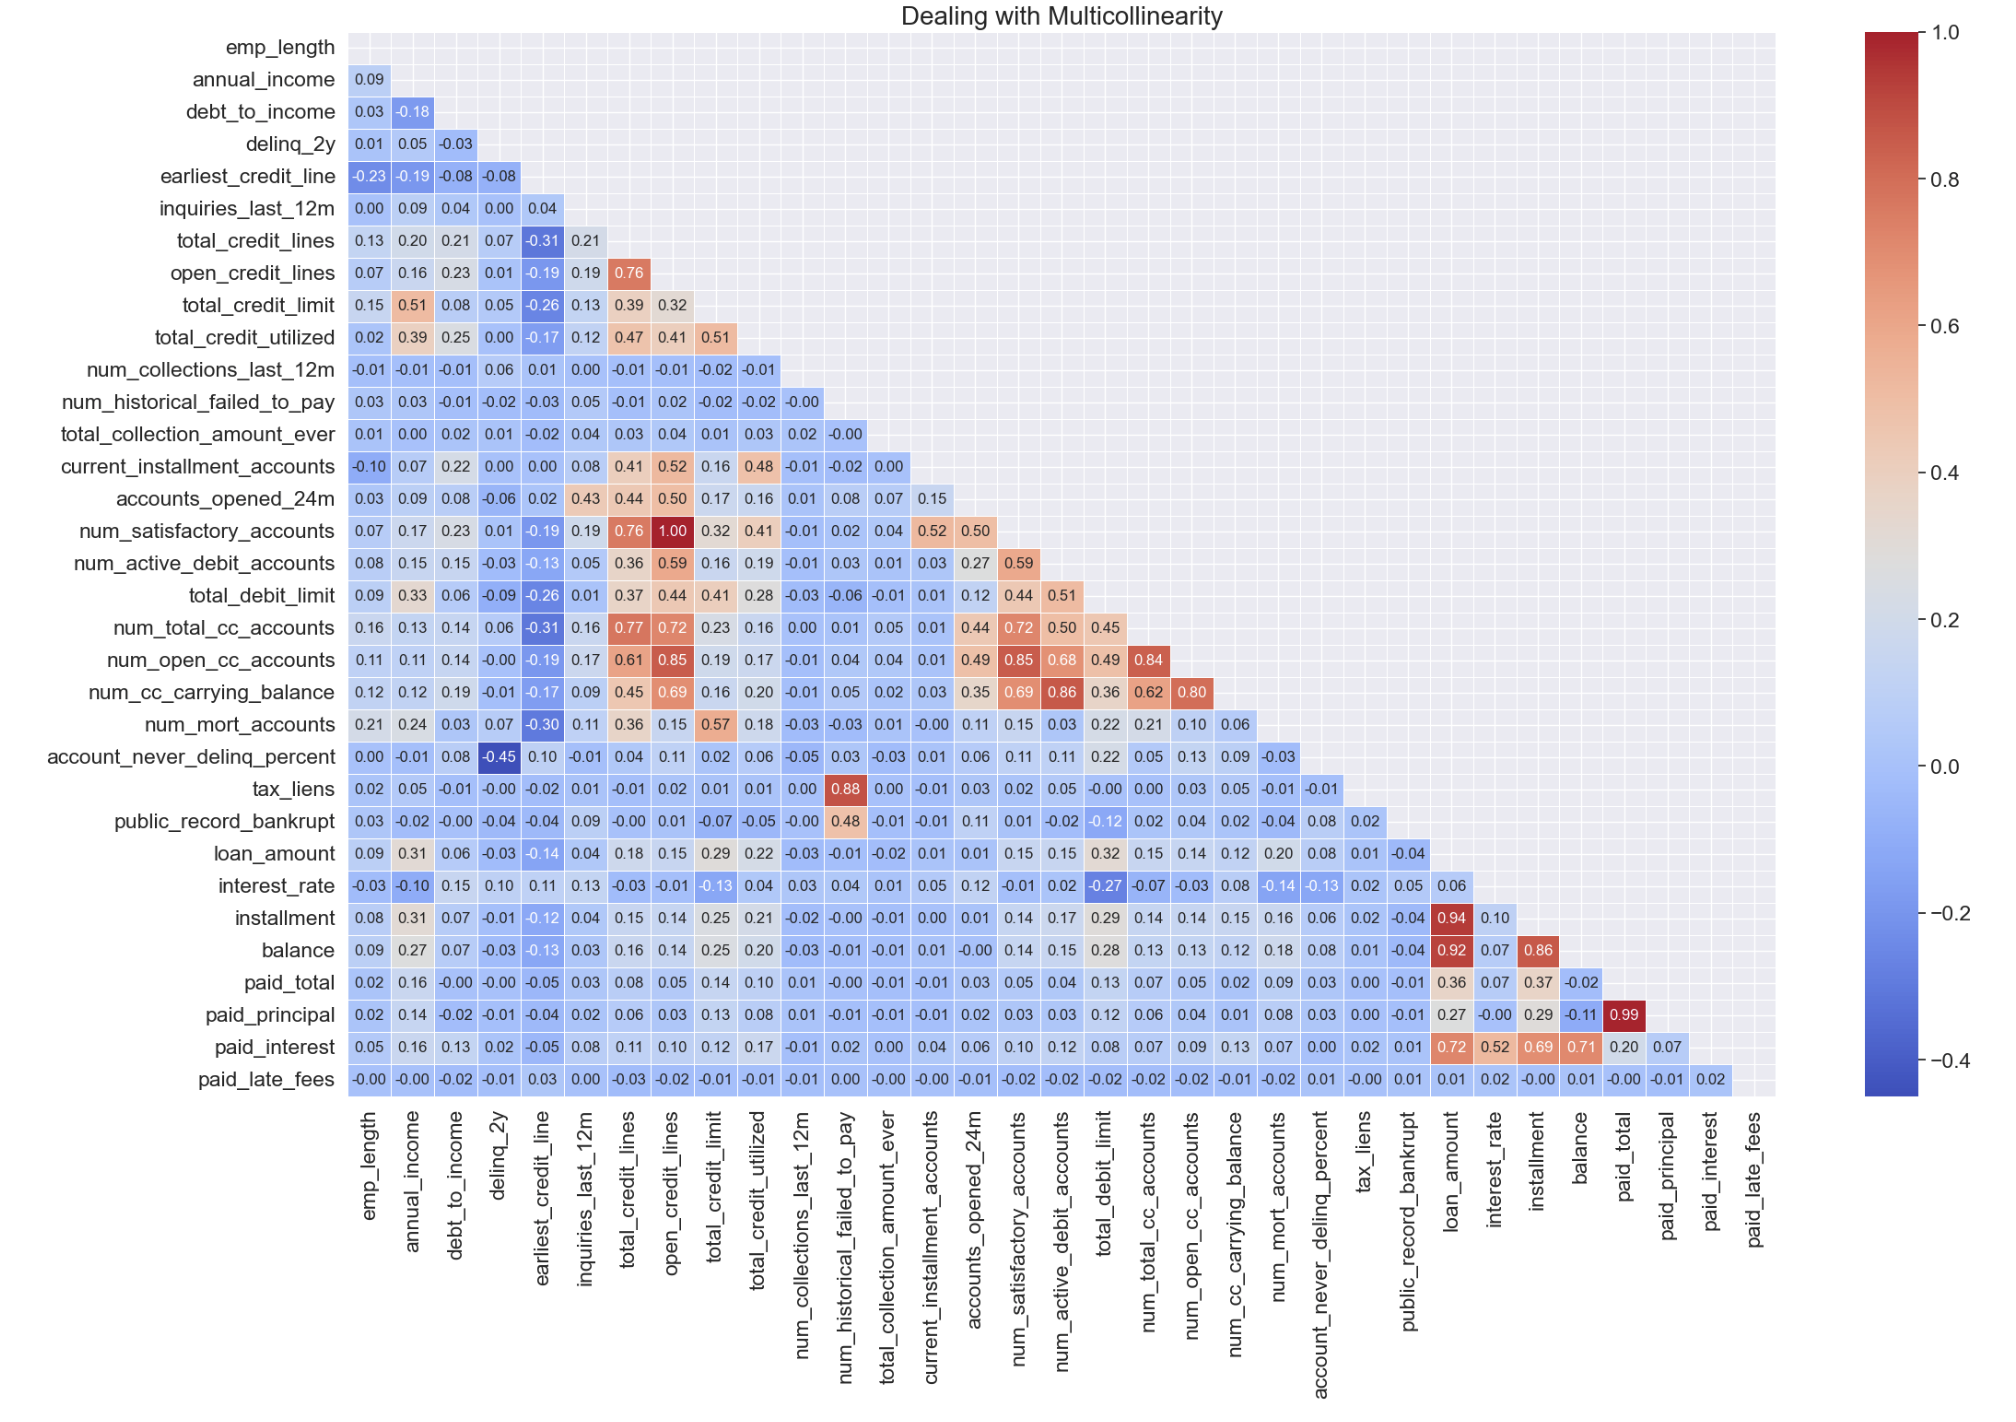 Dealing with Multicollinearity
emp_length
annual_income 0.09
debt_to_income 0.03 -0.18
delinq_2y 0.01 0.05 -0.03
earliest_credit_line -0.23 -0.19 -0.08 -0.08
inquiries_last_12m 0.00 0.09 0.04 0.00 0.04
total_credit_lines 0.13 0.20 0.21 0.07 -0.31 0.21
open_credit_lines 0.07 0.16 0.23 0.01 -0.19 0.19 0.76
total_credit_limit 0.15 0.51 0.08 0.05 -0.26 0.13 0.39 0.32
total_credit_utilized 0.02 0.39 0.25 0.00 -0.17 0.12 0.47 0.41 0.51
num_collections_last_12m -0.01 -0.01 -0.01 0.06 0.01 0.00 -0.01 -0.01 -0.02 -0.01
num_historical_failed_to_pay 0.03 0.03 -0.01 -0.02 -0.03 0.05 -0.01 0.02 -0.02 -0.02 -0.00
total_collection_amount_ever 0.01 0.00 0.02 0.01 -0.02 0.04 0.03 0.04 0.01 0.03 0.02 -0.00
current_installment_accounts -0.10 0.07 0.22 0.00 0.00 0.08 0.41 0.52 0.16 0.48 -0.01 -0.02 0.00
accounts_opened_24m 0.03 0.09 0.08 -0.06 0.02 0.43 0.44 0.50 0.17 0.16 0.01 0.08 0.07 0.15
num_satisfactory_accounts 0.07 0.17 0.23 0.01 -0.19 0.19 0.76 1.00 0.32 0.41 -0.01 0.02 0.04 0.52 0.50
num_active_debit_accounts 0.08 0.15 0.15 -0.03 -0.13 0.05 0.36 0.59 0.16 0.19 -0.01 0.03 0.01 0.03 0.27 0.59
total_debit_limit 0.09 0.33 0.06 -0.09 -0.26 0.01 0.37 0.44 0.41 0.28 -0.03 -0.06 -0.01 0.01 0.12 0.44 0.51
num_total_cc_accounts 0.16 0.13 0.14 0.06 -0.31 0.16 0.77 0.72 0.23 0.16 0.00 0.01 0.05 0.01 0.44 0.72 0.50 0.45
num_open_cc_accounts 0.11 0.11 0.14 -0.00 -0.19 0.17 0.61 0.85 0.19 0.17 -0.01 0.04 0.04 0.01 0.49 0.85 0.68 0.49 0.84
num_cc_carrying_balance 0.12 0.12 0.19 -0.01 -0.17 0.09 0.45 0.69 0.16 0.20 -0.01 0.05 0.02 0.03 0.35 0.69 0.86 0.36 0.62 0.80
num_mort_accounts 0.21 0.24 0.03 0.07 -0.30 0.11 0.36 0.15 0.57 0.18 -0.03 -0.03 0.01 -0.00 0.11 0.15 0.03 0.22 0.21 0.10 0.06
account_never_delinq_percent 0.00 -0.01 0.08 -0.45 0.10 -0.01 0.04 0.11 0.02 0.06 -0.05 0.03 -0.03 0.01 0.06 0.11 0.11 0.22 0.05 0.13 0.09 -0.03
tax_liens 0.02 0.05 -0.01 -0.00 -0.02 0.01 -0.01 0.02 0.01 0.01 0.00 0.88 0.00 -0.01 0.03 0.02 0.05 -0.00 0.00 0.03 0.05 -0.01 -0.01
public_record_bankrupt 0.03 -0.02 -0.00 -0.04 -0.04 0.09 -0.00 0.01 -0.07 -0.05 -0.00 0.48 -0.01 -0.01 0.11 0.01 -0.02 -0.12 0.02 0.04 0.02 -0.04 0.08 0.02
loan_amount 0.09 0.31 0.06 -0.03 -0.14 0.04 0.18 0.15 0.29 0.22 -0.03 -0.01 -0.02 0.01 0.01 0.15 0.15 0.32 0.15 0.14 0.12 0.20 0.08 0.01 -0.04
interest_rate -0.03 -0.10 0.15 0.10 0.11 0.13 -0.03 -0.01 -0.13 0.04 0.03 0.04 0.01 0.05 0.12 -0.01 0.02 -0.27 -0.07 -0.03 0.08 -0.14 -0.13 0.02 0.05 0.06
installment 0.08 0.31 0.07 -0.01 -0.12 0.04 0.15 0.14 0.25 0.21 -0.02 -0.00 -0.01 0.00 0.01 0.14 0.17 0.29 0.14 0.14 0.15 0.16 0.06 0.02 -0.04 0.94 0.10
balance 0.09 0.27 0.07 -0.03 -0.13 0.03 0.16 0.14 0.25 0.20 -0.03 -0.01 -0.01 0.01 -0.00 0.14 0.15 0.28 0.13 0.13 0.12 0.18 0.08 0.01 -0.04 0.92 0.07 0.86
paid_total 0.02 0.16 -0.00 -0.00 -0.05 0.03 0.08 0.05 0.14 0.10 0.01 -0.00 -0.01 -0.01 0.03 0.05 0.04 0.13 0.07 0.05 0.02 0.09 0.03 0.00 -0.01 0.36 0.07 0.37 -0.02
paid_principal 0.02 0.14 -0.02 -0.01 -0.04 0.02 0.06 0.03 0.13 0.08 0.01 -0.01 -0.01 -0.01 0.02 0.03 0.03 0.12 0.06 0.04 0.01 0.08 0.03 0.00 -0.01 0.27 -0.00 0.29 -0.11 0.99
paid_interest 0.05 0.16 0.13 0.02 -0.05 0.08 0.11 0.10 0.12 0.17 -0.01 0.02 0.00 0.04 0.06 0.10 0.12 0.08 0.07 0.09 0.13 0.07 0.00 0.02 0.01 0.72 0.52 0.69 0.71 0.20 0.07
paid_late_fees -0.00 -0.00 -0.02 -0.01 0.03 0.00 -0.03 -0.02 -0.01 -0.01 -0.01 0.00 -0.00 -0.00 -0.01 -0.02 -0.02 -0.02 -0.02 -0.02 -0.01 -0.02 0.01 -0.00 0.01 0.01 0.02 -0.00 0.01 -0.00 -0.01 0.02
emp_length
annual_income
debt_to_income
delinq_2y
earliest_credit_line
inquiries_last_12m
total_credit_lines
open_credit_lines
total_credit_limit
total_credit_utilized
num_collections_last_12m
num_historical_failed_to_pay
total_collection_amount_ever
current_installment_accounts
accounts_opened_24m
num_satisfactory_accounts
num_active_debit_accounts
total_debit_limit
num_total_cc_accounts
num_open_cc_accounts
num_cc_carrying_balance
num_mort_accounts
account_never_delinq_percent
tax_liens
public_record_bankrupt
loan_amount
interest_rate
installment
balance
paid_total
paid_principal
paid_interest
paid_late_fees
1.0
0.8
0.6
0.4
0.2
0.0
−0.2
−0.4